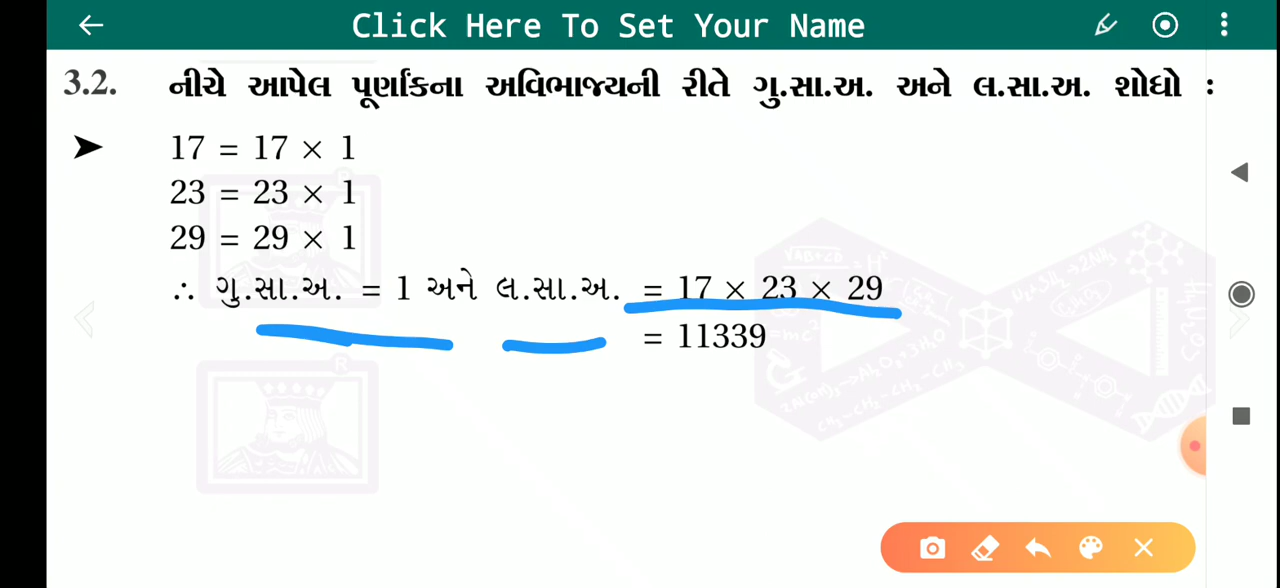 Click Here To Set Your Name
3.2. નીચે આપેલ પૂર્ણાંકના અવિભાજ્યની રીતે ગુ.સા.અ. અને લ.સા.અ. શોધો :
➤ 17 = 17 × 1
23 = 23 × 1
29 = 29 × 1
∴ ગુ.સા.અ. = 1 અને લ.સા.અ. = 17 × 23 × 29
= 11339